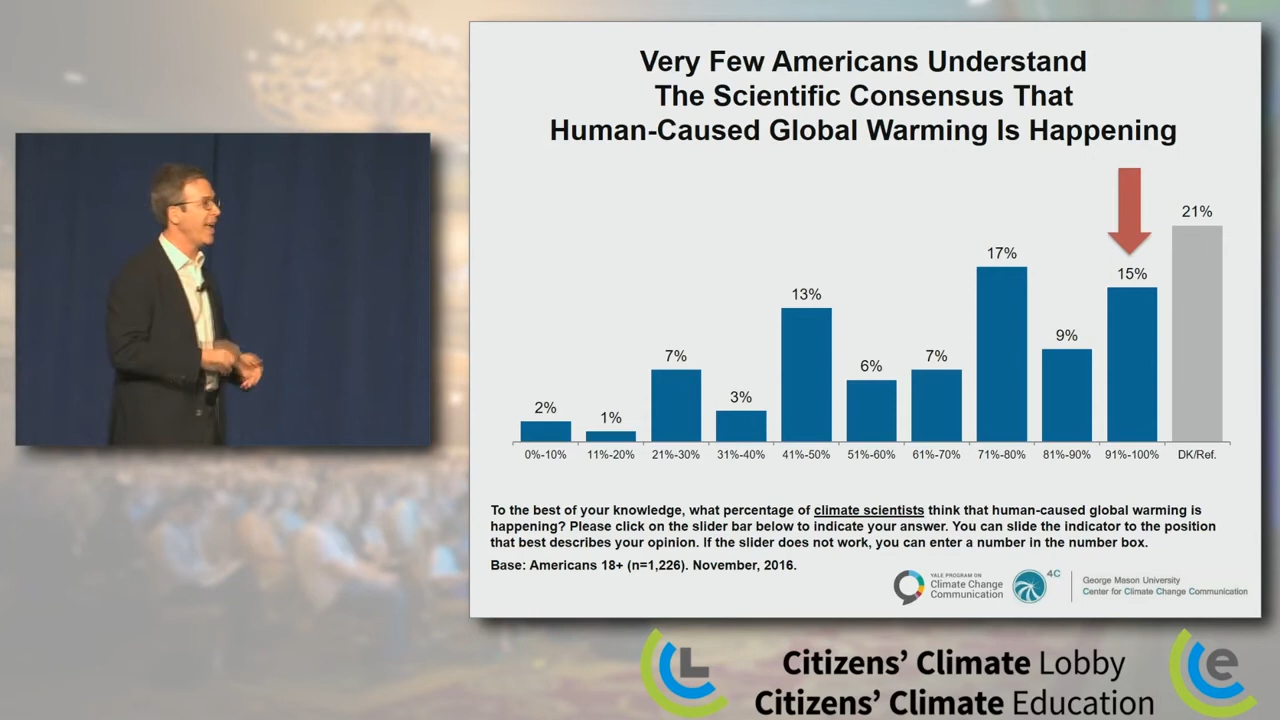 Very Few Americans Understand
The Scientific Consensus That
Human-Caused Global Warming Is Happening
21%
17%
15%
13%
9%
7%
6%
7%
3%
2%
1%
0%-10%
11%-20%
21%-30%
31%-40%
41%-50%
51%-60%
61%-70%
71%-80%
81%-90%
91%-100%
DK/Ref.
To the best of your knowledge, what percentage of climate scientists think that human-caused global warming is
happening? Please click on the slider bar below to indicate your answer. You can slide the indicator to the position
that best describes your opinion. If the slider does not work, you can enter a number in the number box.
Base: Americans 18+ (n=1,226). November, 2016.
YALE PROGRAM ON
Climate Change
Communication
4C
George Mason University
Center for Climate Change Communication
L
Citizens' Climate Lobby
Citizens' Climate Education
e